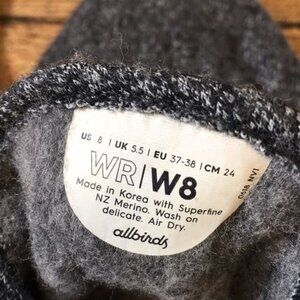 US 8 | UK 5.5 | EU 37-38 | CM 24
WR|W8
Made in Korea with Superfine
NZ Merino. Wash on
delicate. Air Dry.
allbirds